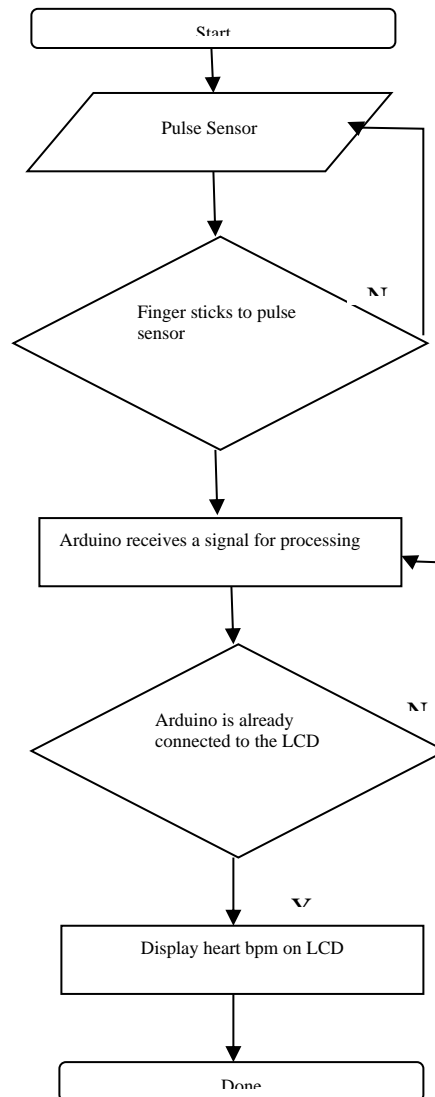 Start
Pulse Sensor
N
Finger sticks to pulse
sensor
Arduino receives a signal for processing
N
Arduino is already
connected to the LCD
Y
Display heart bpm on LCD
Done